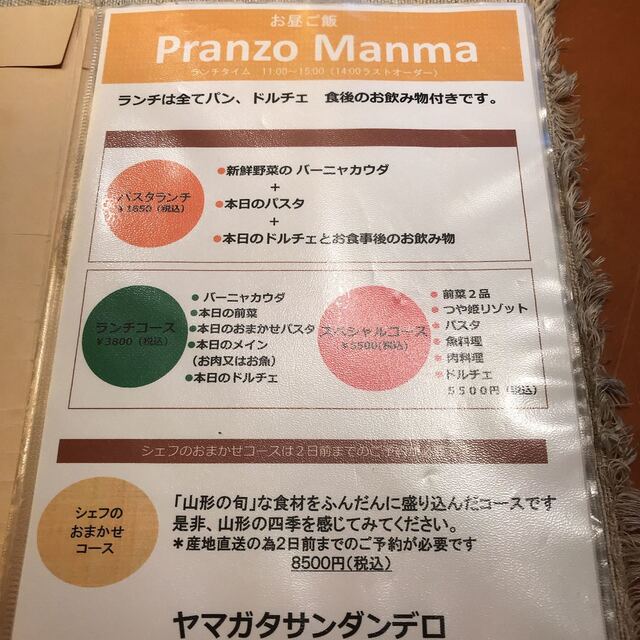 お昼ご飯
Pranzo Manma
ランチタイム 11:00～15:00（14:00ラストオーダー）
ランチは全てパン、ドルチェ 食後のお飲み物付きです。
パスタランチ
￥1650（税込）
●新鮮野菜の バーニャカウダ
+
●本日のパスタ
+
●本日のドルチェとお食事後のお飲み物
ランチコース
￥3800（税込）
● バーニャカウダ
●本日の前菜
●本日のおまかせパスタ
●本日のメイン
（お肉又はお魚）
●本日のドルチェ
スペシャルコース
￥5500（税込）
● 前菜２品
● つや姫リゾット
● パスタ
● 魚料理
● 肉料理
● ドルチェ
５５００円（税込）
シェフのおまかせコースは２日前までのご予約
シェフの
おまかせ
コース
「山形の旬」な食材をふんだんに盛り込んだコースです
是非、山形の四季を感じてみてください。
＊産地直送の為2日前までのご予約が必要です
8500円(税込)
ヤマガタサンダンデロ